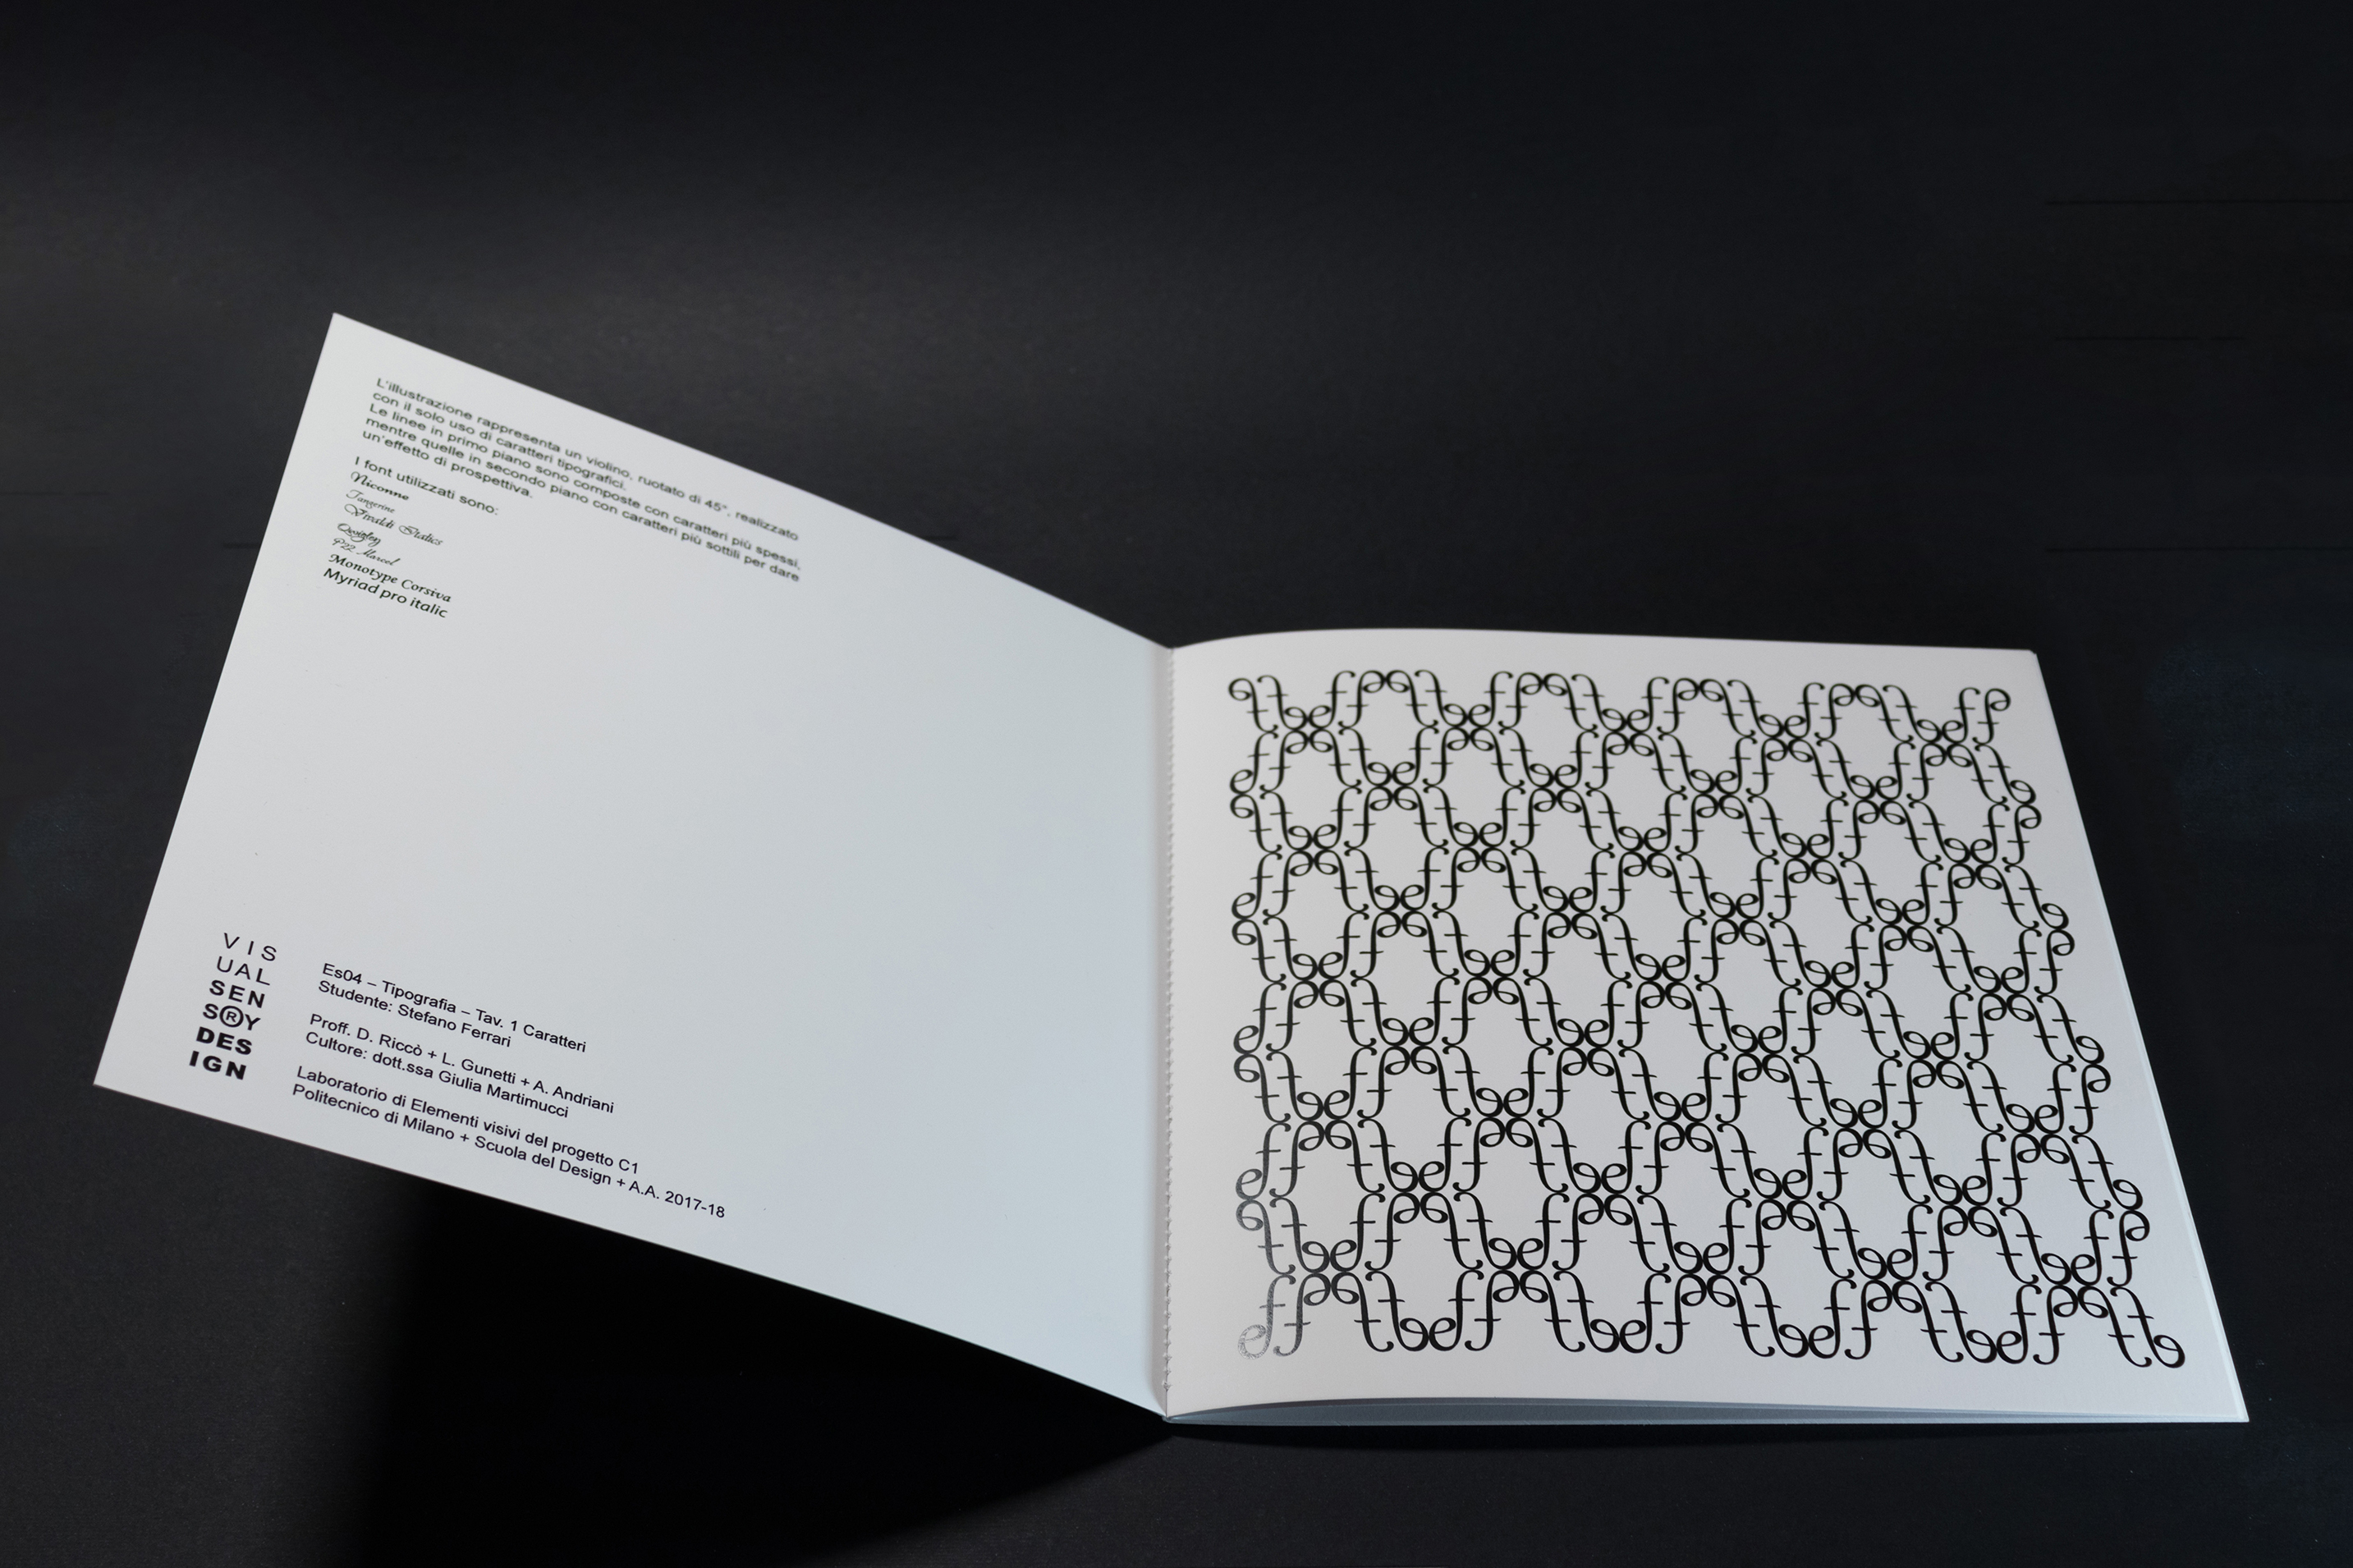 L'illustrazione rappresenta un violino, ruotato di 45°, realizzato
con il solo uso di caratteri tipografici.
Le linee in primo piano sono composte con caratteri più spessi,
mentre quelle in secondo piano con caratteri più sottili per dare
un'effetto di prospettiva.
I font utilizzati sono:
Niconne
Tangerine
Vivaldi Italics
Qwigley
P22 Marcel
Monotype Corsiva
Myriad pro italic
VIS
UAL
SEN
S®Y
DES
IGN
Es04 – Tipografia – Tav. 1 Caratteri
Studente: Stefano Ferrari
Proff. D. Riccò + L. Gunetti + A. Andriani
Cultore: dott.ssa Giulia Martimucci
Laboratorio di Elementi visivi del progetto C1
Politecnico di Milano + Scuola del Design + A.A. 2017-18